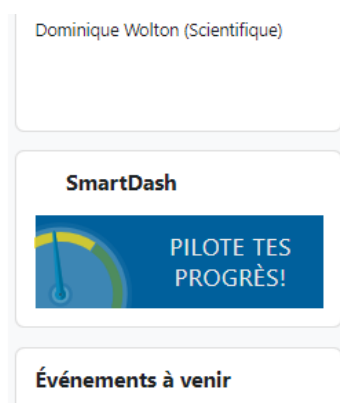 Dominique Wolton (Scientifique)
SmartDash
PILOTE TES
PROGRÈS!
Événements à venir